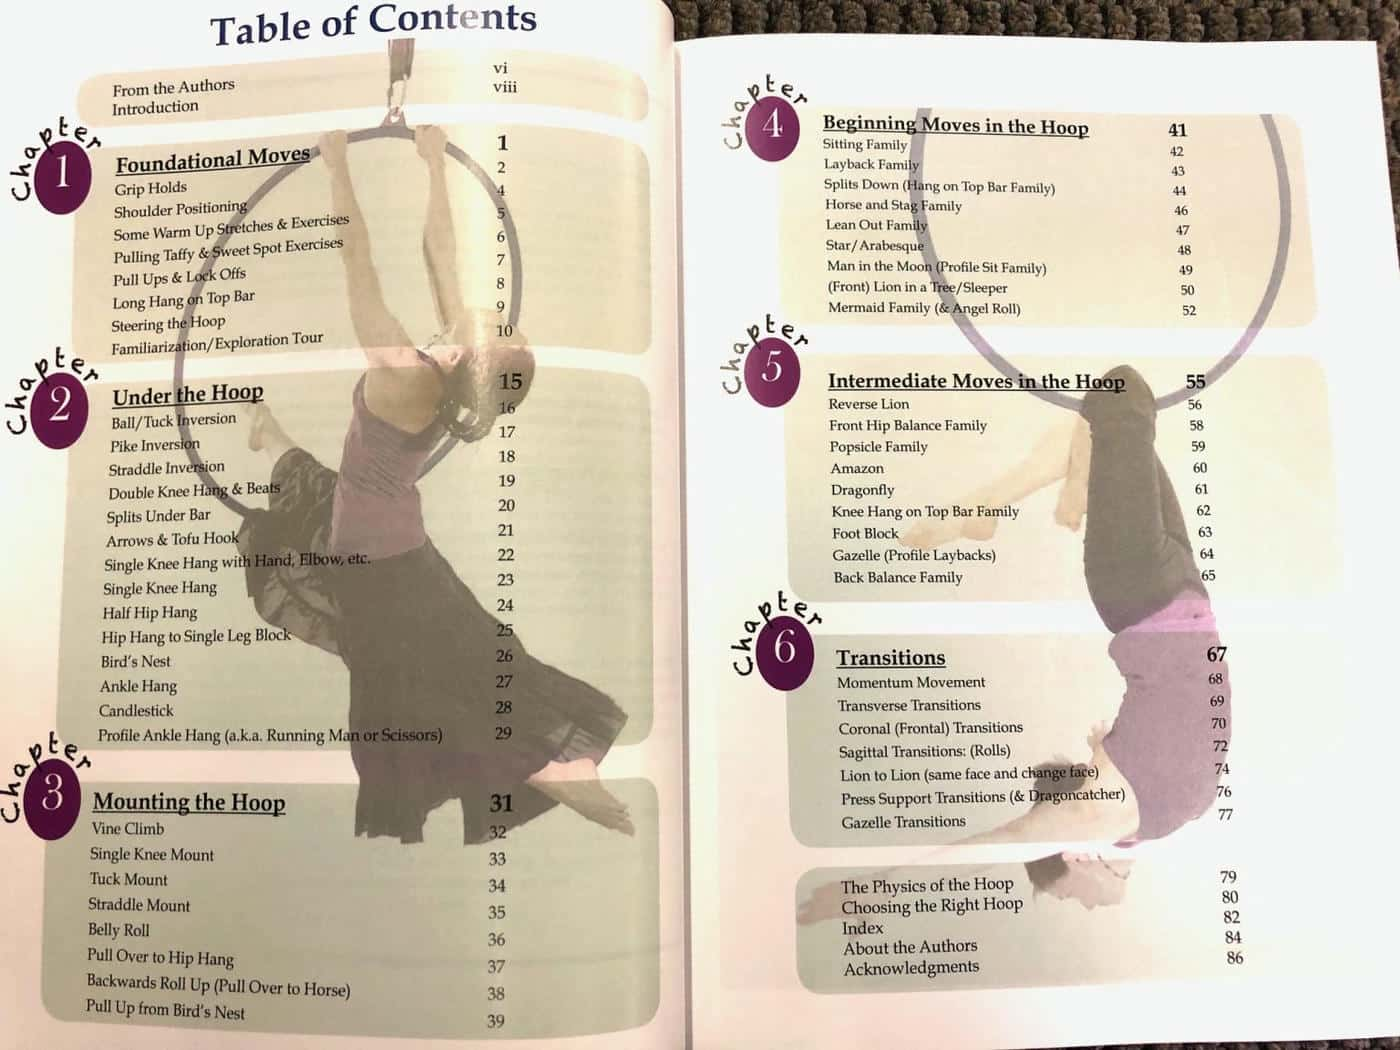 Table of Contents
From the Authors vi
Introduction viii
Chapter 1
Foundational Moves 1
Grip Holds 2
Shoulder Positioning 4
Some Warm Up Stretches & Exercises 5
Pulling Taffy & Sweet Spot Exercises 6
Pull Ups & Lock Offs 7
Long Hang on Top Bar 8
Steering the Hoop 9
Familiarization/Exploration Tour 10
Chapter 2
Under the Hoop 15
Ball/Tuck Inversion 16
Pike Inversion 17
Straddle Inversion 18
Double Knee Hang & Beats 19
Splits Under Bar 20
Arrows & Tofu Hook 21
Single Knee Hang with Hand, Elbow, etc. 22
Single Knee Hang 23
Half Hip Hang 24
Hip Hang to Single Leg Block 25
Bird's Nest 26
Ankle Hang 27
Candlestick 28
Profile Ankle Hang (a.k.a. Running Man or Scissors) 29
Chapter 3
Mounting the Hoop 31
Vine Climb 32
Single Knee Mount 33
Tuck Mount 34
Straddle Mount 35
Belly Roll 36
Pull Over to Hip Hang 37
Backwards Roll Up (Pull Over to Horse) 38
Pull Up from Bird's Nest 39
Chapter 4
Beginning Moves in the Hoop 41
Sitting Family 42
Layback Family 43
Splits Down (Hang on Top Bar Family) 44
Horse and Stag Family 46
Lean Out Family 47
Star/Arabesque 48
Man in the Moon (Profile Sit Family) 49
(Front) Lion in a Tree/Sleeper 50
Mermaid Family (& Angel Roll) 52
Chapter 5
Intermediate Moves in the Hoop 55
Reverse Lion 56
Front Hip Balance Family 58
Popsicle Family 59
Amazon 60
Dragonfly 61
Knee Hang on Top Bar Family 62
Foot Block 63
Gazelle (Profile Laybacks) 64
Back Balance Family 65
Chapter 6
Transitions 67
Momentum Movement 68
Transverse Transitions 69
Coronal (Frontal) Transitions 70
Sagittal Transitions: (Rolls) 72
Lion to Lion (same face and change face) 74
Press Support Transitions (& Dragoncatcher) 76
Gazelle Transitions 77
The Physics of the Hoop 79
Choosing the Right Hoop 80
Index 82
About the Authors 84
Acknowledgments 86